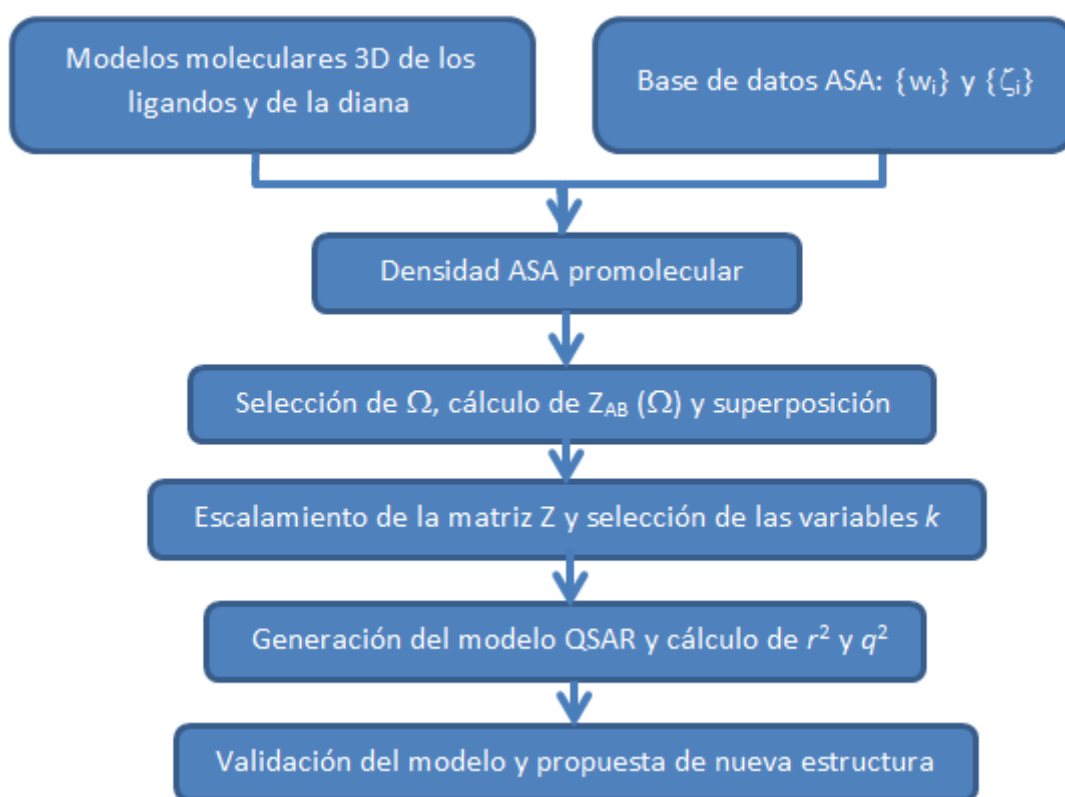 Modelos moleculares 3D de los
ligandos y de la diana
Base de datos ASA: {wᵢ} y {ζᵢ}
Densidad ASA promolecular
Selección de Ω, cálculo de Z_AB (Ω) y superposición
Escalamiento de la matriz Z y selección de las variables k
Generación del modelo QSAR y cálculo de r² y q²
Validación del modelo y propuesta de nueva estructura